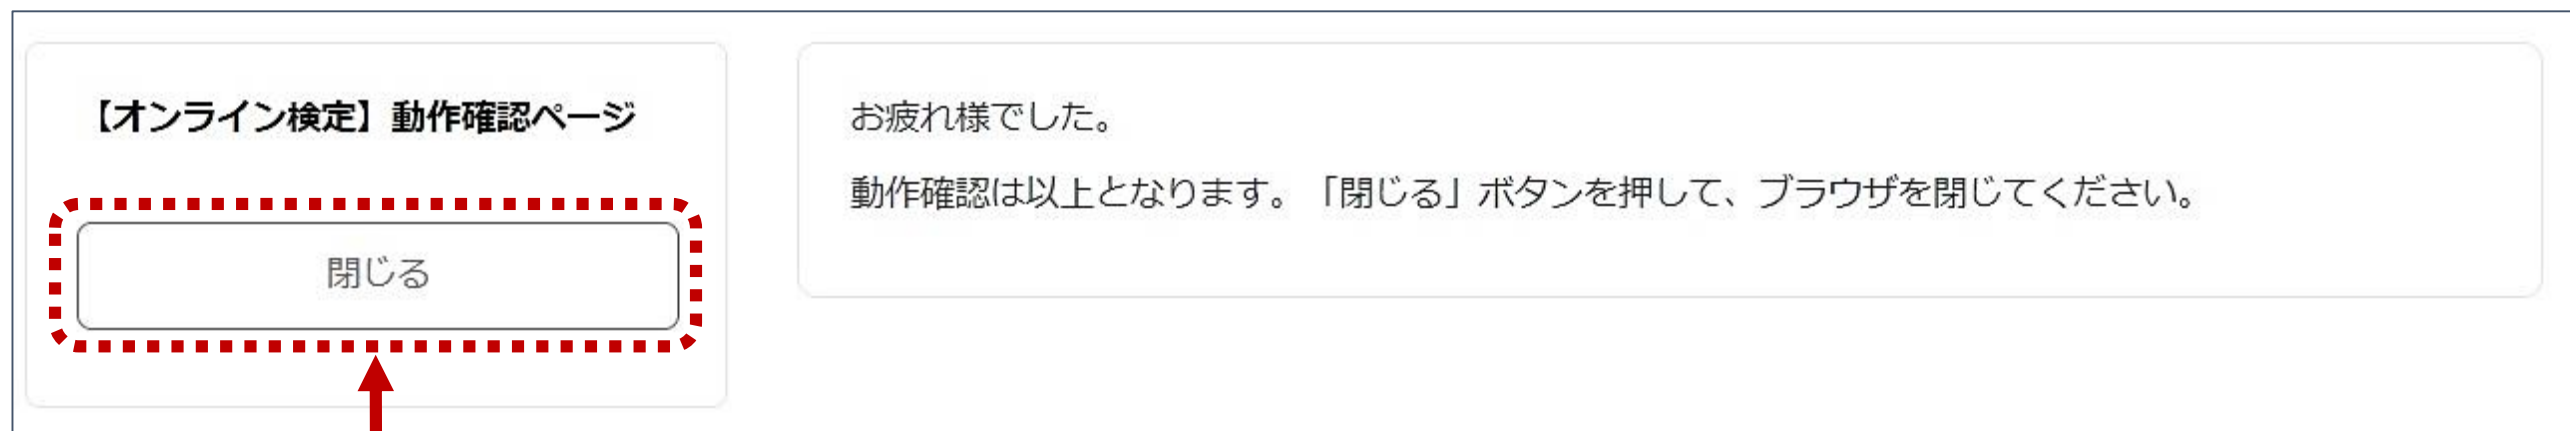 【オンライン検定】動作確認ページ
閉じる
お疲れ様でした。
動作確認は以上となります。「閉じる」ボタンを押して、ブラウザを閉じてください。